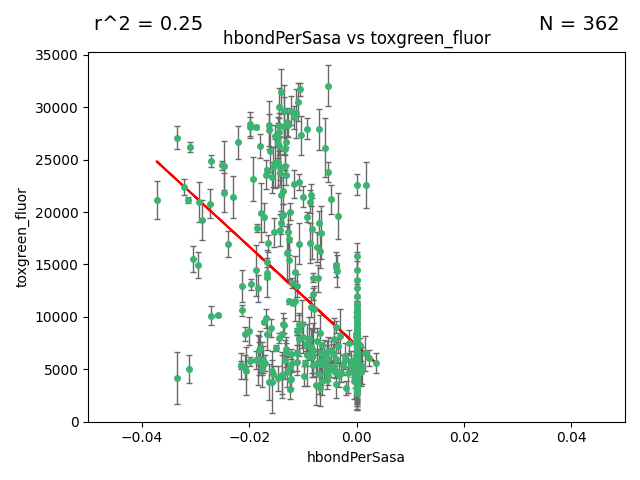 r^2 = 0.25
N = 362
hbondPerSasa vs toxgreen_fluor
35000
30000
25000
20000
15000
10000
5000
0
toxgreen_fluor
−0.04
−0.02
0.00
0.02
0.04
hbondPerSasa